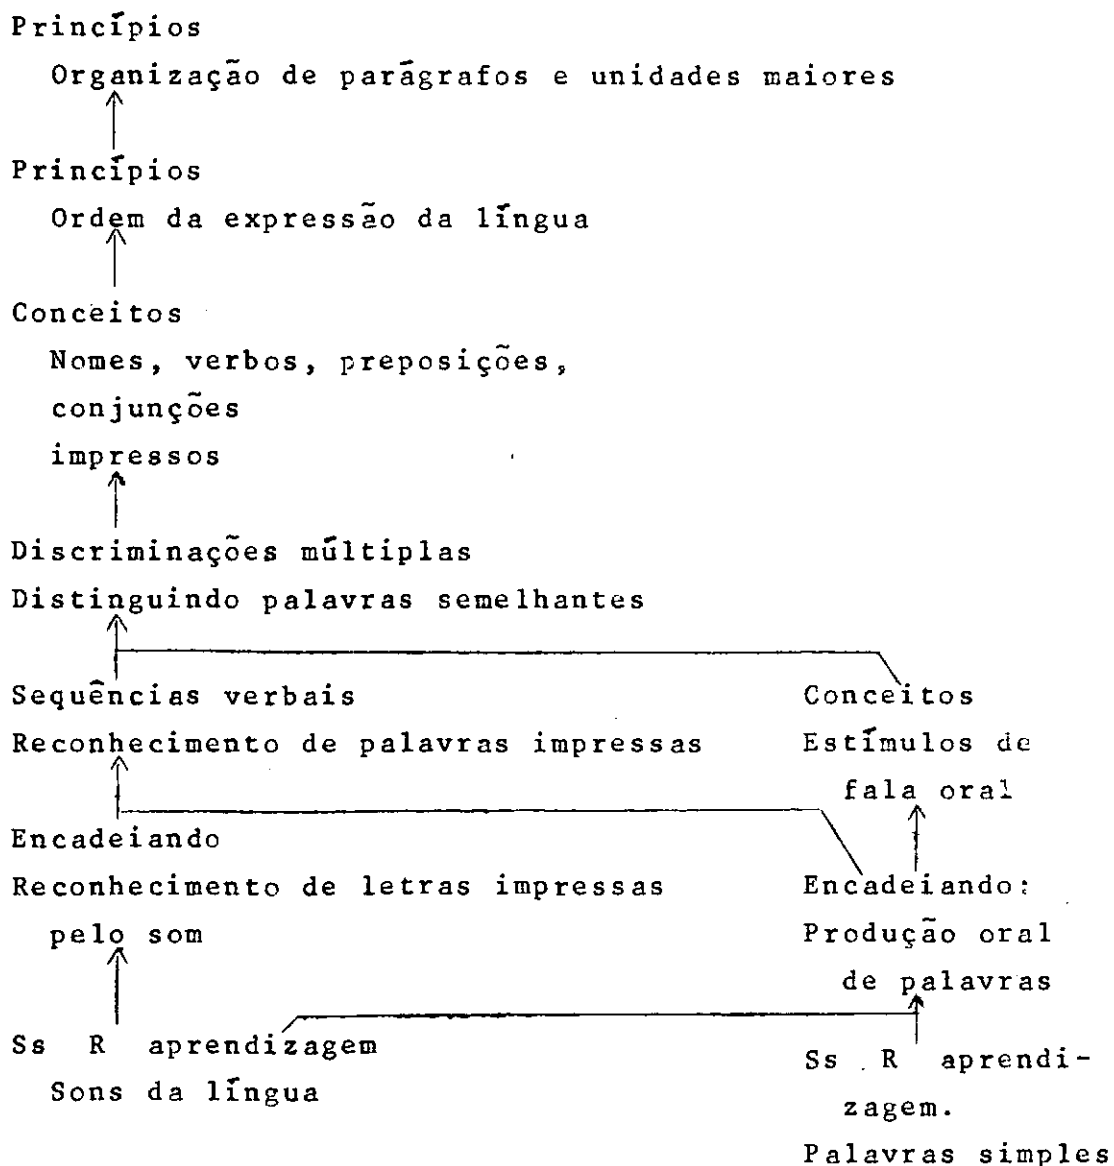 Princípios
Organização de parágrafos e unidades maiores
Princípios
Ordem da expressão da língua
Conceitos
Nomes, verbos, preposições,
conjunções
impressos
Discriminações múltiplas
Distinguindo palavras semelhantes
Sequências verbais
Reconhecimento de palavras impressas
Conceitos
Estímulos de
fala oral
Encadeiando
Reconhecimento de letras impressas
pelo som
Encadeiando:
Produção oral
de palavras
Ss R aprendizagem
Sons da língua
Ss R aprendi-
zagem.
Palavras simples